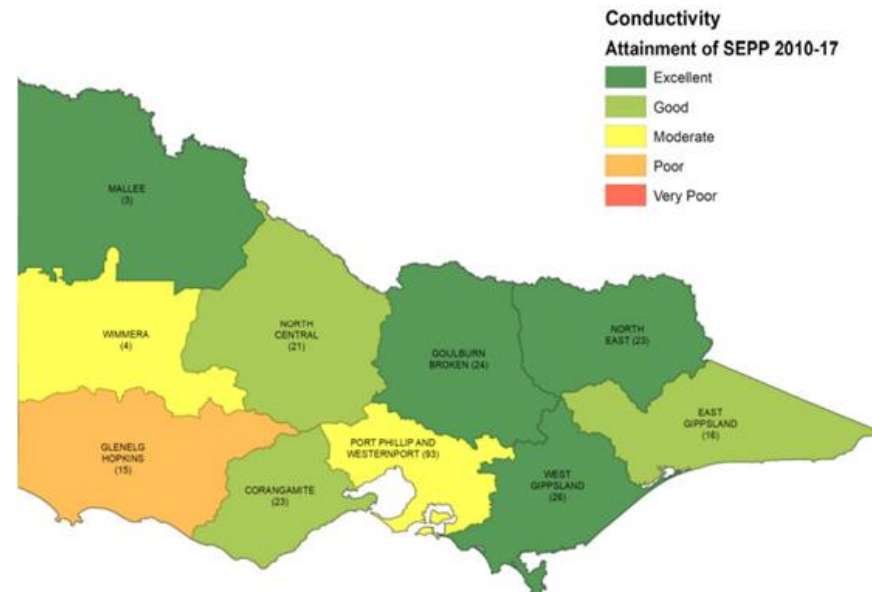 Conductivity
Attainment of SEPP 2010-17
Excellent
Good
Moderate
Poor
Very Poor
MALLEE
(3)
WIMMERA
(4)
NORTH
CENTRAL
(21)
GOULBURN
BROKEN (24)
NORTH
EAST (23)
EAST
GIPPSLAND
(16)
GLENELG
HOPKINS
(15)
CORANGAMITE
(23)
PORT PHILLIP AND
WESTERNPORT (93)
WEST
GIPPSLAND
(26)